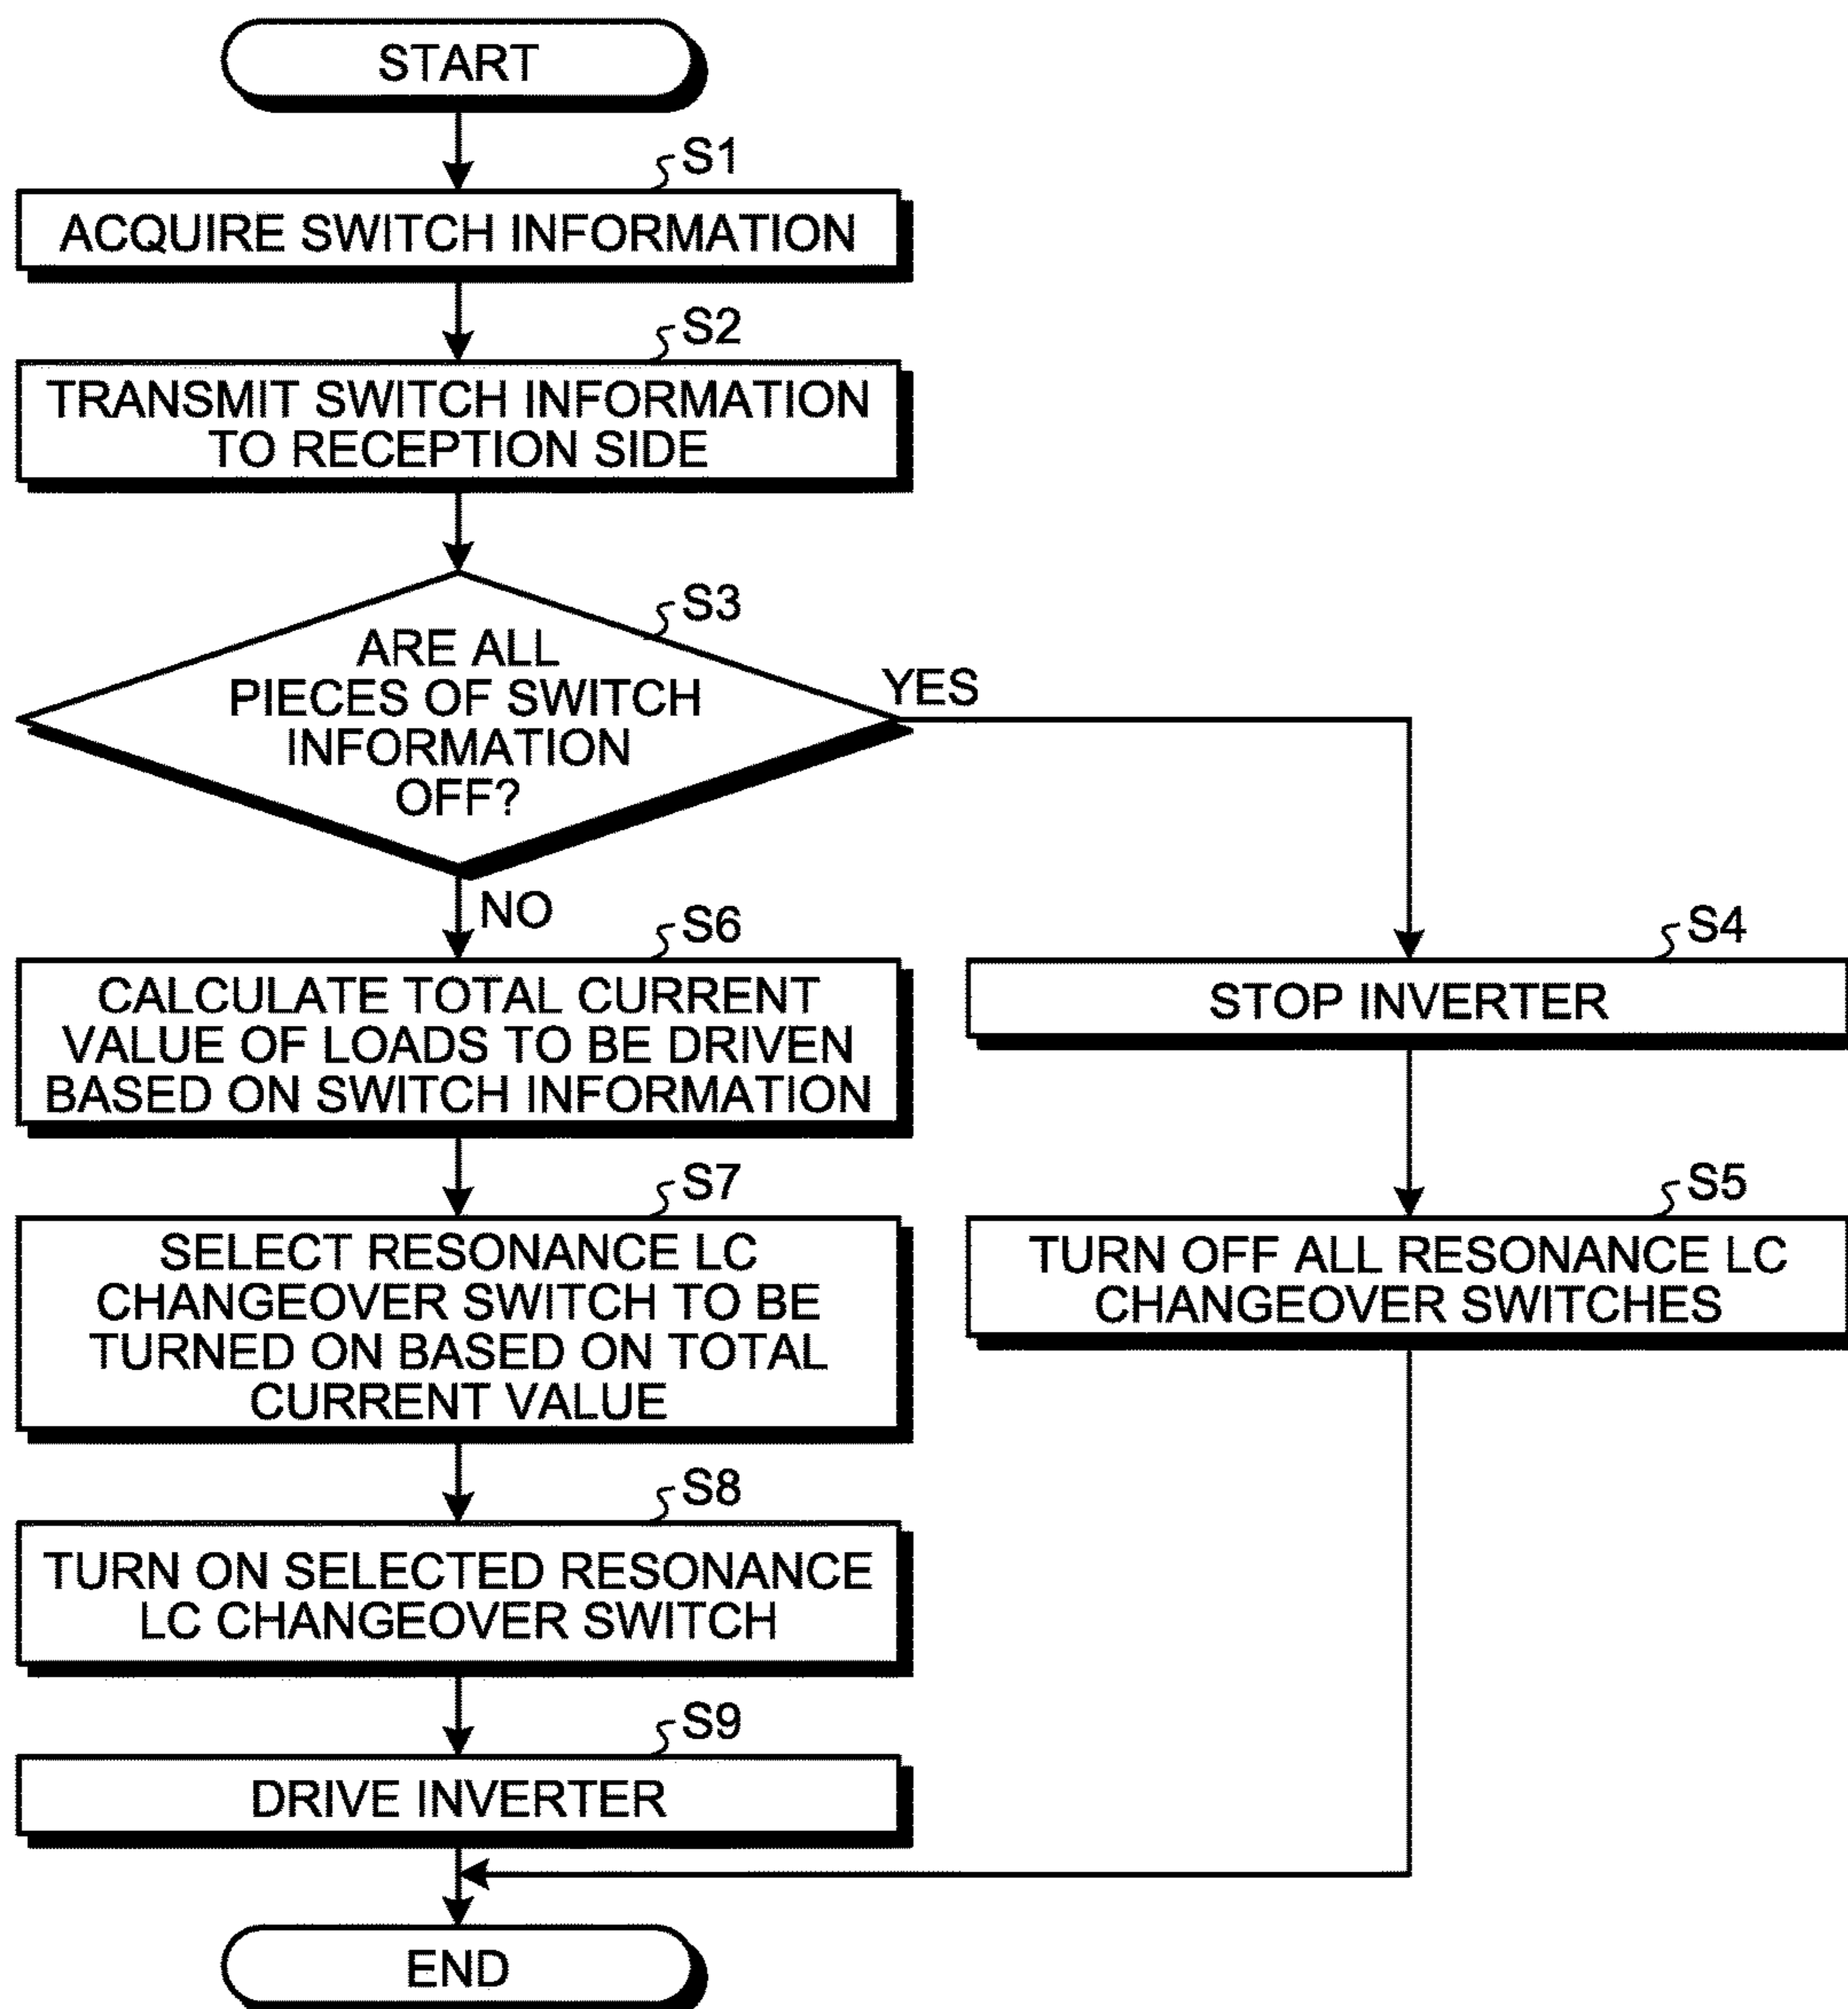 START
S1
ACQUIRE SWITCH INFORMATION
S2
TRANSMIT SWITCH INFORMATION
TO RECEPTION SIDE
S3
ARE ALL
PIECES OF SWITCH
INFORMATION
OFF?
YES
NO
S4
STOP INVERTER
S5
TURN OFF ALL RESONANCE LC
CHANGEOVER SWITCHES
S6
CALCULATE TOTAL CURRENT
VALUE OF LOADS TO BE DRIVEN
BASED ON SWITCH INFORMATION
S7
SELECT RESONANCE LC
CHANGEOVER SWITCH TO BE
TURNED ON BASED ON TOTAL
CURRENT VALUE
S8
TURN ON SELECTED RESONANCE
LC CHANGEOVER SWITCH
S9
DRIVE INVERTER
END